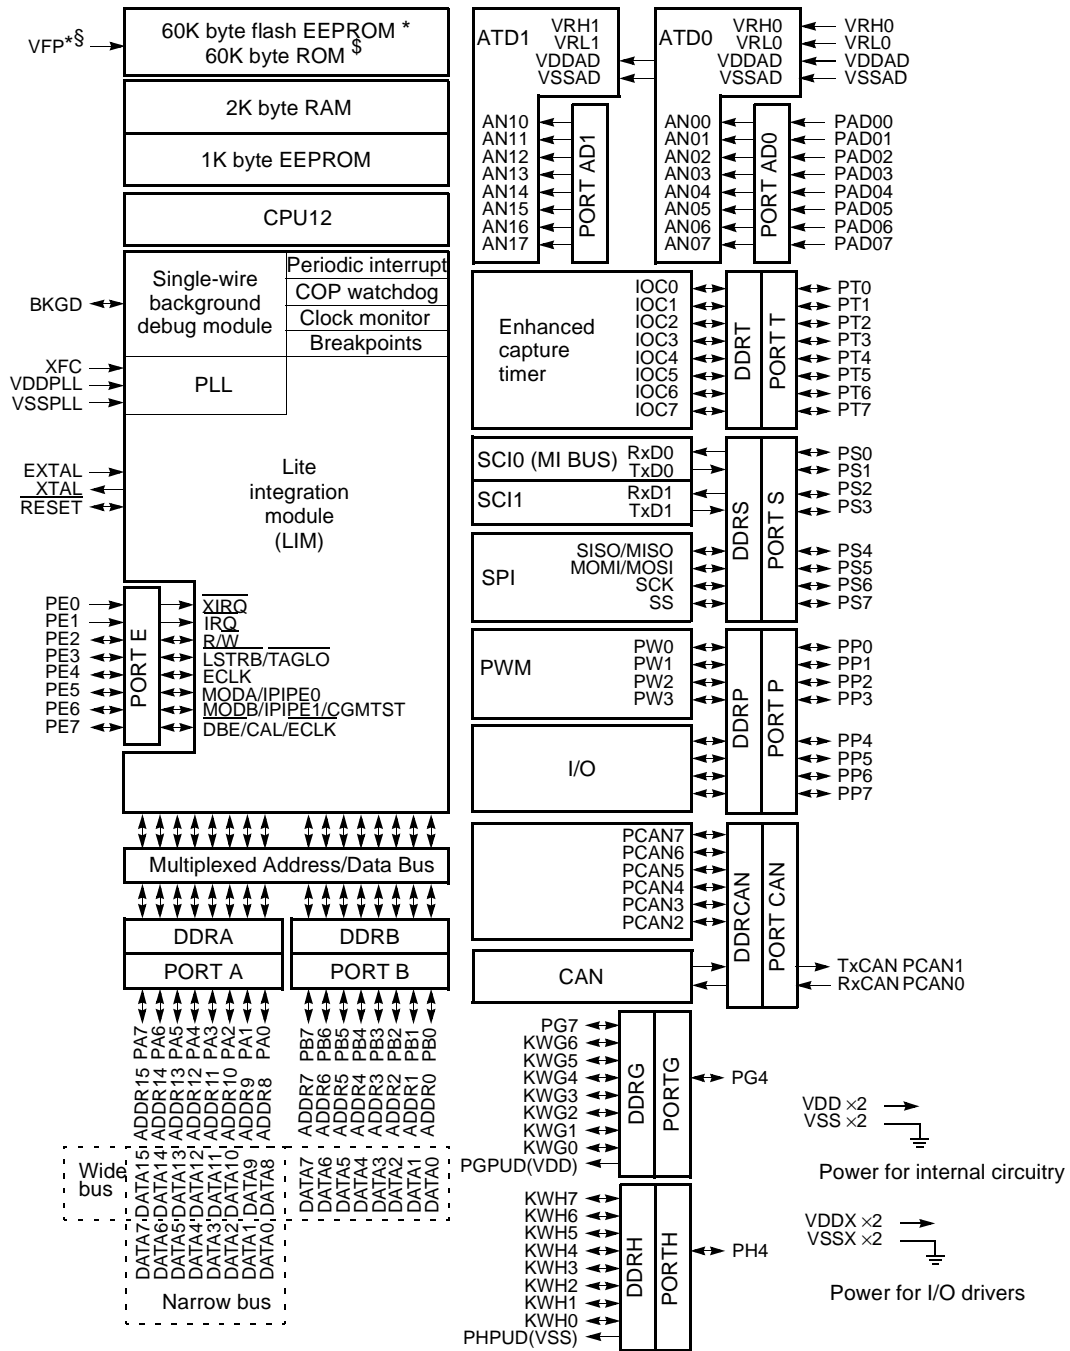 VFP*§
60K byte flash EEPROM *
60K byte ROM $
2K byte RAM
1K byte EEPROM
CPU12
BKGD
Single-wire
background
debug module
Periodic interrupt
COP watchdog
Clock monitor
Breakpoints
XFC
VDDPLL
VSSPLL
PLL
EXTAL
XTAL
RESET
Lite
integration
module
(LIM)
PE0
PE1
PE2
PE3
PE4
PE5
PE6
PE7
PORT E
XIRQ
IRQ
R/W
LSTRB/TAGLO
ECLK
MODA/IPIPE0
MODB/IPIPE1/CGMTST
DBE/CAL/ECLK
Multiplexed Address/Data Bus
DDRA
DDRB
PORT A
PORT B
PA7
PA6
PA5
PA4
PA3
PA2
PA1
PA0
PB7
PB6
PB5
PB4
PB3
PB2
PB1
PB0
ADDR15
ADDR14
ADDR13
ADDR12
ADDR11
ADDR10
ADDR9
ADDR8
ADDR7
ADDR6
ADDR5
ADDR4
ADDR3
ADDR2
ADDR1
ADDR0
Wide
bus
DATA15
DATA14
DATA13
DATA12
DATA11
DATA10
DATA9
DATA8
DATA7
DATA6
DATA5
DATA4
DATA3
DATA2
DATA1
DATA0
DATA7
DATA6
DATA5
DATA4
DATA3
DATA2
DATA1
DATA0
Narrow bus
ATD1
VRH1
VRL1
VDDAD
VSSAD
AN10
AN11
AN12
AN13
AN14
AN15
AN16
AN17
PORT AD1
ATD0
VRH0
VRL0
VDDAD
VSSAD
VRH0
VRL0
VDDAD
VSSAD
AN00
AN01
AN02
AN03
AN04
AN05
AN06
AN07
PORT AD0
PAD00
PAD01
PAD02
PAD03
PAD04
PAD05
PAD06
PAD07
Enhanced
capture
timer
IOC0
IOC1
IOC2
IOC3
IOC4
IOC5
IOC6
IOC7
DDRT
PORT T
PT0
PT1
PT2
PT3
PT4
PT5
PT6
PT7
SCI0 (MI BUS)
RxD0
TxD0
SCI1
RxD1
TxD1
SPI
SISO/MISO
MOMI/MOSI
SCK
SS
DDRS
PORT S
PS0
PS1
PS2
PS3
PS4
PS5
PS6
PS7
PWM
PW0
PW1
PW2
PW3
I/O
DDRP
PORT P
PP0
PP1
PP2
PP3
PP4
PP5
PP6
PP7
PCAN7
PCAN6
PCAN5
PCAN4
PCAN3
PCAN2
CAN
DDRCAN
PORT CAN
TxCAN PCAN1
RxCAN PCAN0
PG7
KWG6
KWG5
KWG4
KWG3
KWG2
KWG1
KWG0
PGPUD(VDD)
DDRG
PORTG
PG4
KWH7
KWH6
KWH5
KWH4
KWH3
KWH2
KWH1
KWH0
PHPUD(VSS)
DDRH
PORTH
PH4
VDD ×2
VSS ×2
Power for internal circuitry
VDDX ×2
VSSX ×2
Power for I/O drivers